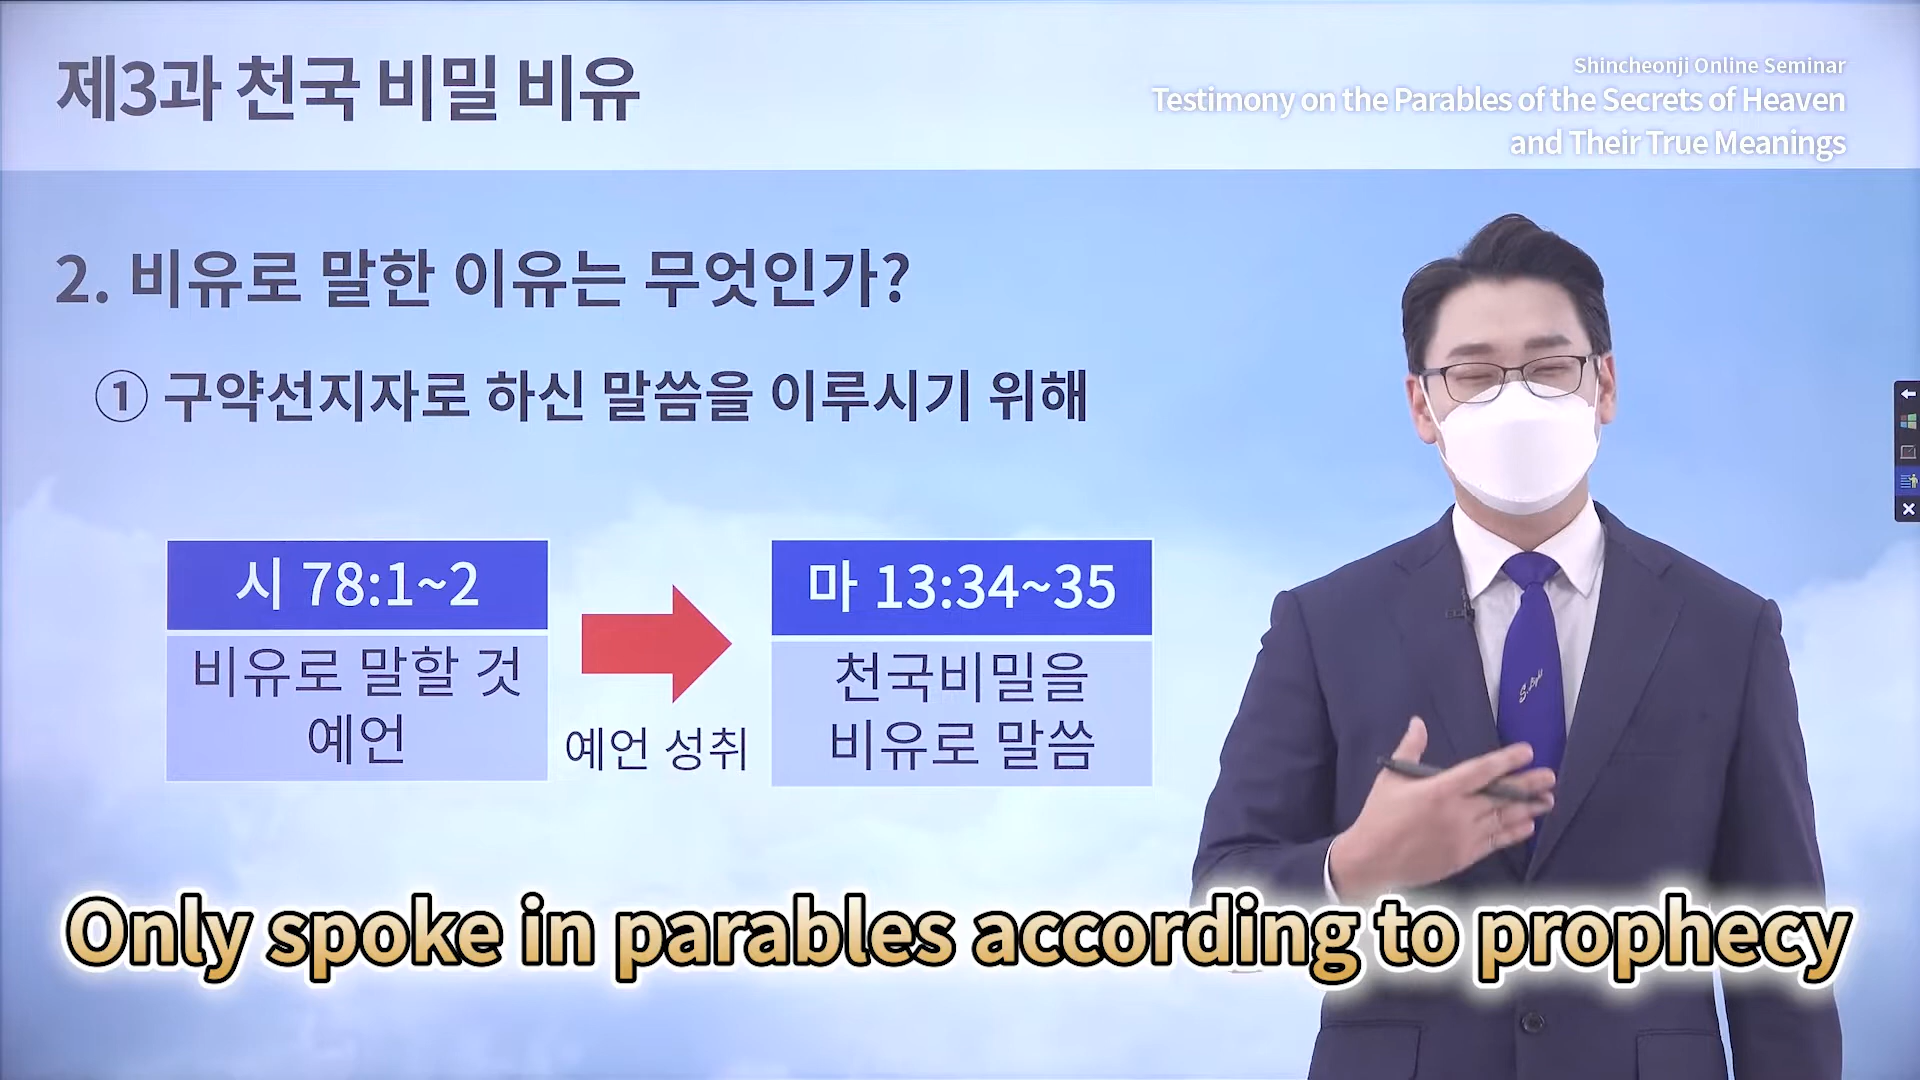 제3과 천국 비밀 비유
Shincheonji Online Seminar
Testimony on the Parables of the Secrets of Heaven
and Their True Meanings
2. 비유로 말한 이유는 무엇인가?
① 구약선지자로 하신 말씀을 이루시기 위해
시 78:1~2
비유로 말할 것
예언
예언 성취
마 13:34~35
천국비밀을
비유로 말씀
S. Light
Only spoke in parables according to prophecy